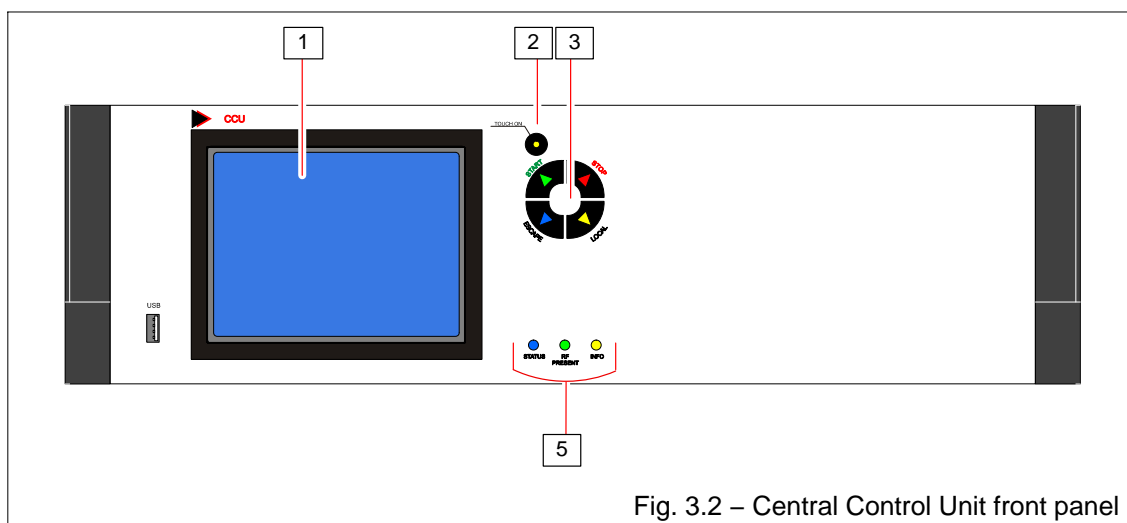 1
2
3
CCU
TOUCH ON
START
STOP
ESCAPE
LOCAL
USB
STATUS
RF
PRESENT
INFO
5
Fig. 3.2 – Central Control Unit front panel